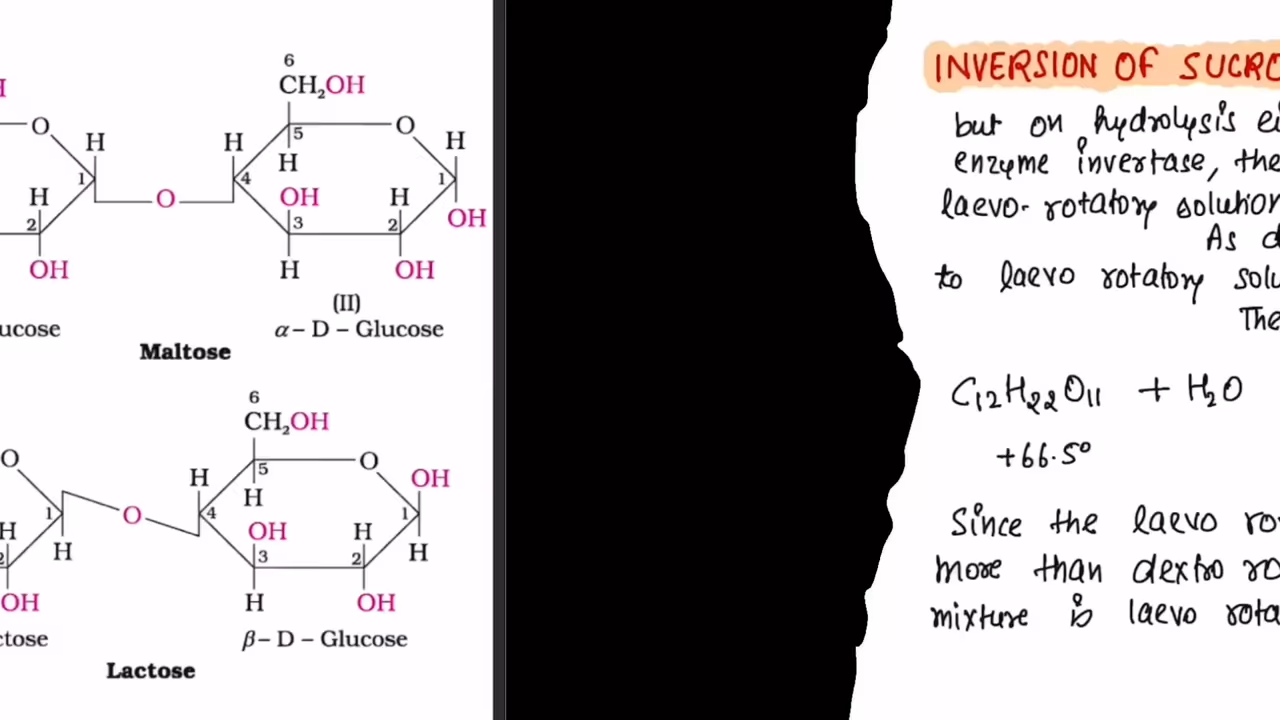 6
CH₂OH
O
O
H
H
H
5
H
1
4
1
H
O
OH
H
2
3
2
OH
OH
H
OH
(II)
α – D – Glucose
Maltose
6
CH₂OH
O
O
H
5
OH
H
1
O
4
OH
H
1
H
H
3
2
H
OH
H
OH
β – D – Glucose
Lactose
INVERSION OF
but on hydrolysis
enzyme invertase,
laevo-rotatory solution
As
to laevo rotatory
C₁₂H₂₂O₁₁ + H₂O
+66.5°
Since the laevo
more than dextro
mixture is laevo